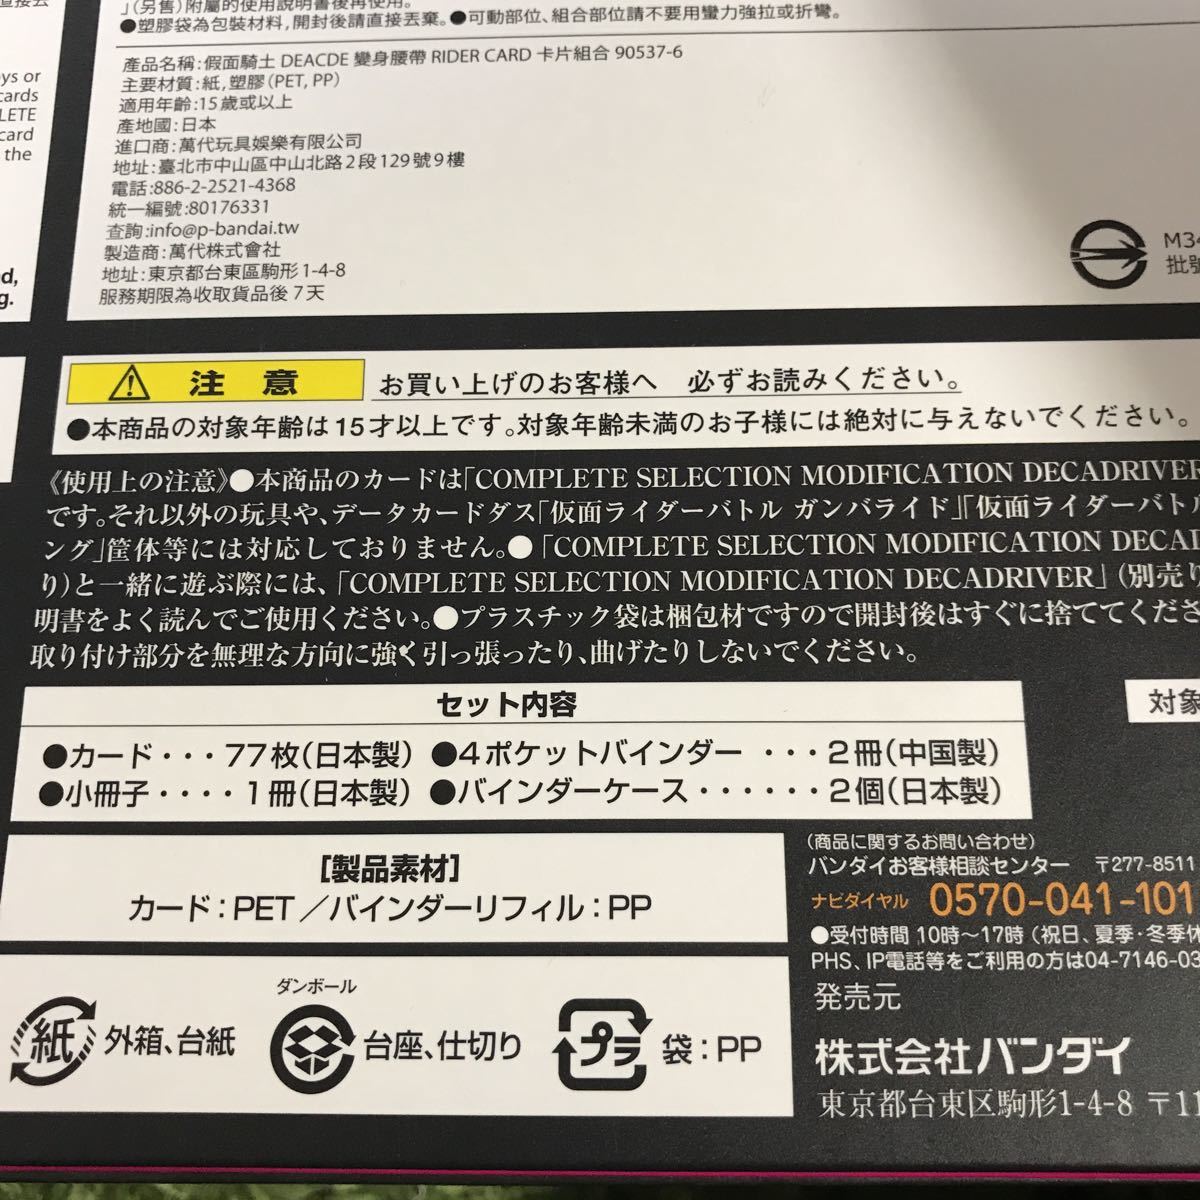 」(另售)附屬的使用說明書後再使用。
●塑膠袋為包裝材料,開封後請直接丟棄。●可動部位、組合部位請不要用蠻力強拉或折彎。
產品名稱:假面騎士 DEACDE 變身腰帶 RIDER CARD 卡片組合 90537-6
主要材質:紙,塑膠(PET, PP)
適用年齡:15歲或以上
產地國:日本
進口商:萬代玩具娛樂有限公司
地址:臺北市中山區中山北路2段129號9樓
電話:886-2-2521-4368
統一編號:80176331
查詢:info@p-bandai.tw
製造商:萬代株式會社
地址:東京都台東區駒形1-4-8
服務期限為收取貨品後7天
ys or
cards
LETE
card
the
d,
g.
M34
批號
注意 お買い上げのお客様へ 必ずお読みください。
●本商品の対象年齢は15才以上です。対象年齢未満のお子様には絶対に与えないでください。
《使用上の注意》●本商品のカードは「COMPLETE SELECTION MODIFICATION DECADRIVER
です。それ以外の玩具や、データカードダス「仮面ライダーバトル ガンバライド」「仮面ライダーバト
ング」筐体等には対応しておりません。●「COMPLETE SELECTION MODIFICATION DECAD
り)と一緒に遊ぶ際には、「COMPLETE SELECTION MODIFICATION DECADRIVER」(別売り
明書をよく読んでご使用ください。●プラスチック袋は梱包材ですので開封後はすぐに捨ててくださ
取り付け部分を無理な方向に強く引っ張ったり、曲げたりしないでください。
セット内容
対象
●カード・・・77枚(日本製) ●4ポケットバインダー ・・・2冊(中国製)
●小冊子・・・・1冊(日本製) ●バインダーケース・・・・・・2個(日本製)
[製品素材]
カード:PET/バインダーリフィル:PP
紙 外箱、台紙
ダンボール
台座、仕切り
プラ 袋:PP
(商品に関するお問い合わせ)
バンダイお客様相談センター 〒277-8511
ナビダイヤル 0570-041-101
●受付時間 10時〜17時(祝日、夏季・冬季休
PHS、IP電話等をご利用の方は04-7146-03
発売元
株式会社バンダイ
東京都台東区駒形1-4-8 〒11